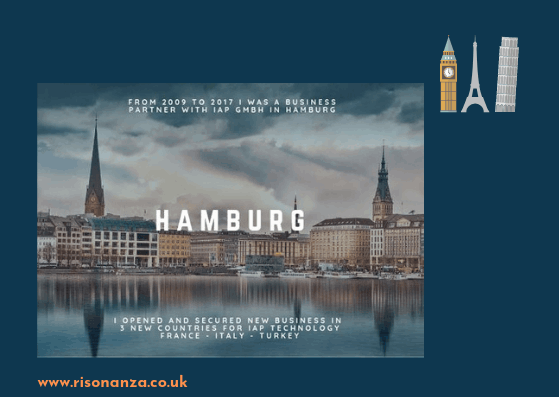 FROM 2009 TO 2017 I WAS A BUSINESS
PARTNER WITH IAP GMBH IN HAMBURG
HAMBURG
I OPENED AND SECURED NEW BUSINESS IN
3 NEW COUNTRIES FOR IAP TECHNOLOGY
FRANCE - ITALY - TURKEY
www.risonanza.co.uk